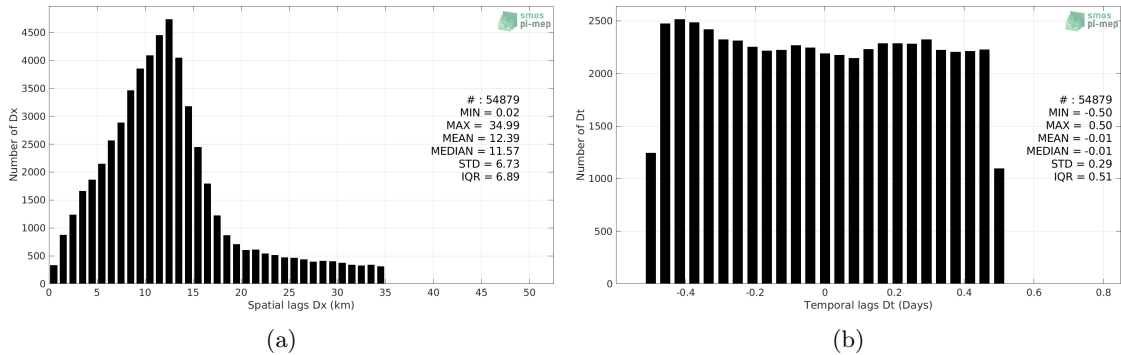 smos
pi-mep
4500
4000
3500
3000
2500
2000
1500
1000
500
0
Number of Dx
# : 54879
MIN = 0.02
MAX = 34.99
MEAN = 12.39
MEDIAN = 11.57
STD = 6.73
IQR = 6.89
0 5 10 15 20 25 30 35 40 45 50
Spatial lags Dx (km)
(a)
smos
pi-mep
2500
2000
1500
1000
500
0
Number of Dt
# : 54879
MIN = -0.50
MAX = 0.50
MEAN = -0.01
MEDIAN = -0.01
STD = 0.29
IQR = 0.51
-0.4 -0.2 0 0.2 0.4 0.6 0.8
Temporal lags Dt (Days)
(b)